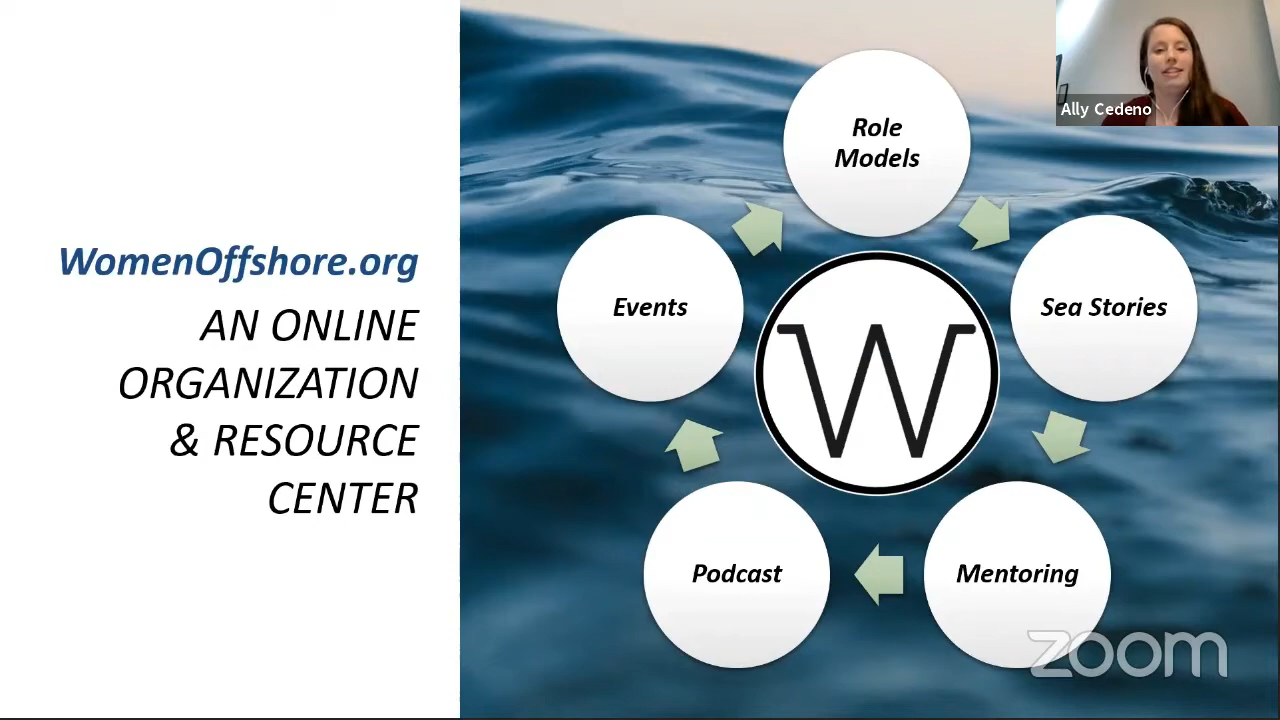 WomenOffshore.org
AN ONLINE
ORGANIZATION
& RESOURCE
CENTER
Role
Models
Sea Stories
Mentoring
Podcast
Events
W
Ally Cedeno
zoom